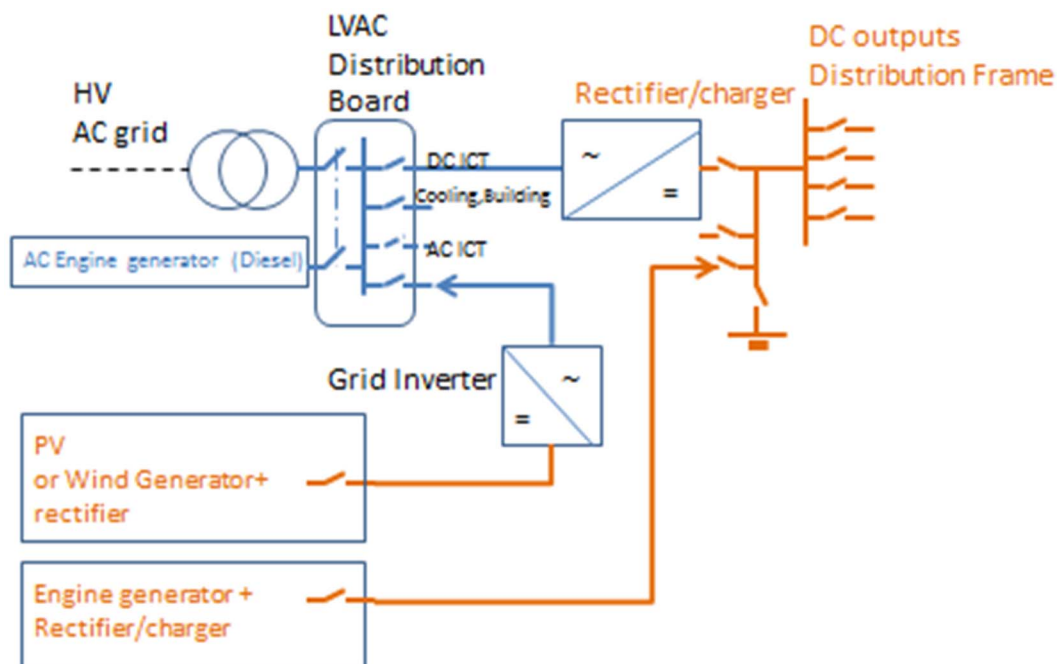 LVAC
Distribution
Board
HV
AC grid
DC outputs
Distribution Frame
Rectifier/charger
~
=
DC ICT
Cooling,Building
AC ICT
AC Engine generator (Diesel)
Grid Inverter
~
=
PV
or Wind Generator+
rectifier
Engine generator +
Rectifier/charger